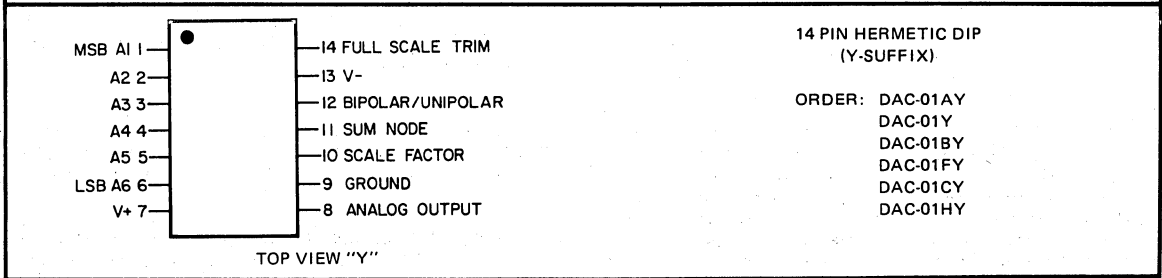 MSB A1 1
A2 2
A3 3
A4 4
A5 5
LSB A6 6
V+ 7
14 FULL SCALE TRIM
13 V-
12 BIPOLAR/UNIPOLAR
11 SUM NODE
10 SCALE FACTOR
9 GROUND
8 ANALOG OUTPUT
TOP VIEW "Y"
14 PIN HERMETIC DIP
(Y-SUFFIX)
ORDER: DAC-01AY
DAC-01Y
DAC-01BY
DAC-01FY
DAC-01CY
DAC-01HY